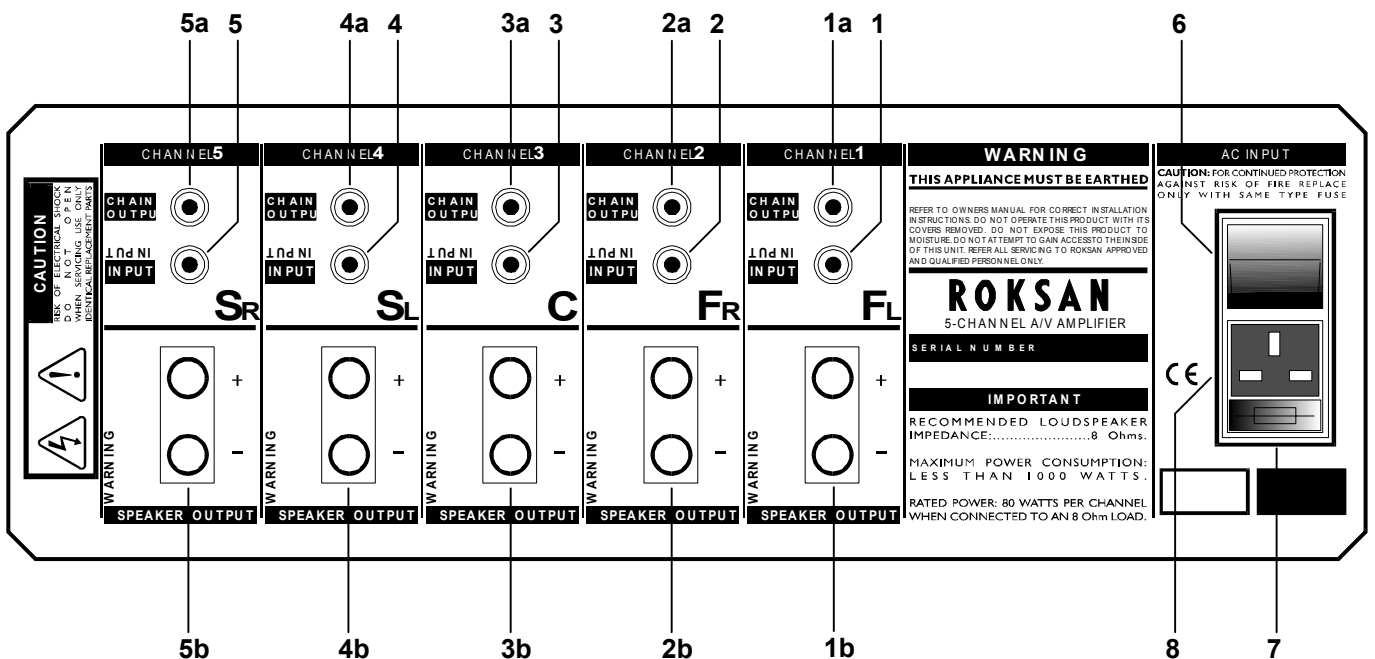 5a 5 4a 4 3a 3 2a 2 1a 1 6
CAUTION
RISK OF ELECTRICAL SHOCK
DO NOT OPEN
WHEN SERVICING USE ONLY
IDENTICAL REPLACEMENT PARTS
CHANNEL5
CHAIN
OUTPU
INPUT
INPUT
SR
+
−
WARNING
SPEAKER OUTPUT
CHANNEL4
CHAIN
OUTPU
INPUT
INPUT
SL
+
−
WARNING
SPEAKER OUTPUT
CHANNEL3
CHAIN
OUTPU
INPUT
INPUT
C
+
−
WARNING
SPEAKER OUTPUT
CHANNEL2
CHAIN
OUTPU
INPUT
INPUT
FR
+
−
WARNING
SPEAKER OUTPUT
CHANNEL1
CHAIN
OUTPU
INPUT
INPUT
FL
+
−
WARNING
SPEAKER OUTPUT
WARNING
THIS APPLIANCE MUST BE EARTHED
REFER TO OWNERS MANUAL FOR CORRECT INSTALLATION
INSTRUCTIONS. DO NOT OPERATE THIS PRODUCT WITH ITS
COVERS REMOVED. DO NOT EXPOSE THIS PRODUCT TO
MOISTURE. DO NOT ATTEMPT TO GAIN ACCESS TO THE INSIDE
OF THIS UNIT. REFER ALL SERVICING TO ROKSAN APPROVED
AND QUALIFIED PERSONNEL ONLY.
ROKSAN
5-CHANNEL A/V AMPLIFIER
SERIAL NUMBER
IMPORTANT
RECOMMENDED LOUDSPEAKER
IMPEDANCE:......................8 Ohms.
MAXIMUM POWER CONSUMPTION:
LESS THAN 1000 WATTS.
RATED POWER: 80 WATTS PER CHANNEL
WHEN CONNECTED TO AN 8 Ohm LOAD.
AC INPUT
CAUTION: FOR CONTINUED PROTECTION
AGAINST RISK OF FIRE REPLACE
ONLY WITH SAME TYPE FUSE
CE
5b 4b 3b 2b 1b 8 7